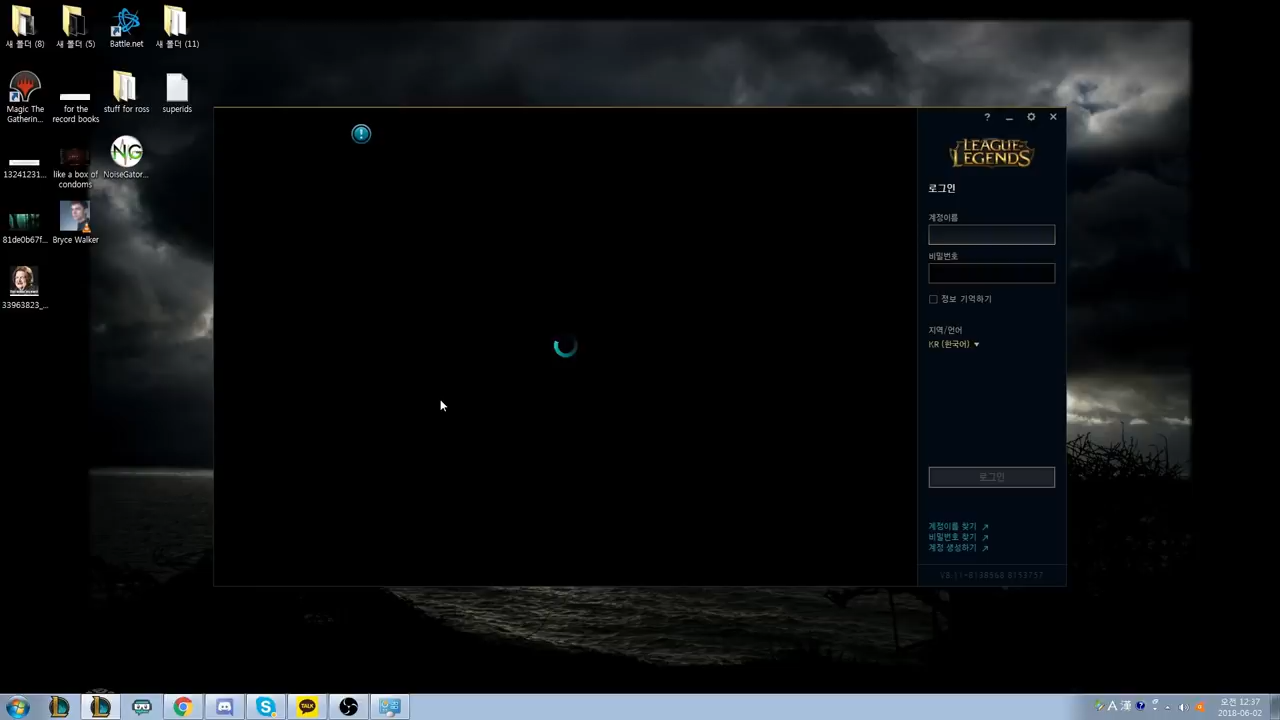 새 폴더 (8)
새 폴더 (5)
Battle.net
새 폴더 (11)
Magic The
Gatherin...
for the
record books
stuff for ross
superids
13241231...
like a box of
condoms
NoiseGator...
NG
81de0b67f...
Bryce Walker
33963823_...
?
LEAGUE OF
LEGENDS
로그인
계정이름
비밀번호
정보 기억하기
지역/언어
KR (한국어)
로그인
계정이름 찾기
비밀번호 찾기
계정 생성하기
TALK
A 漢
오전 12:37
2018-06-02